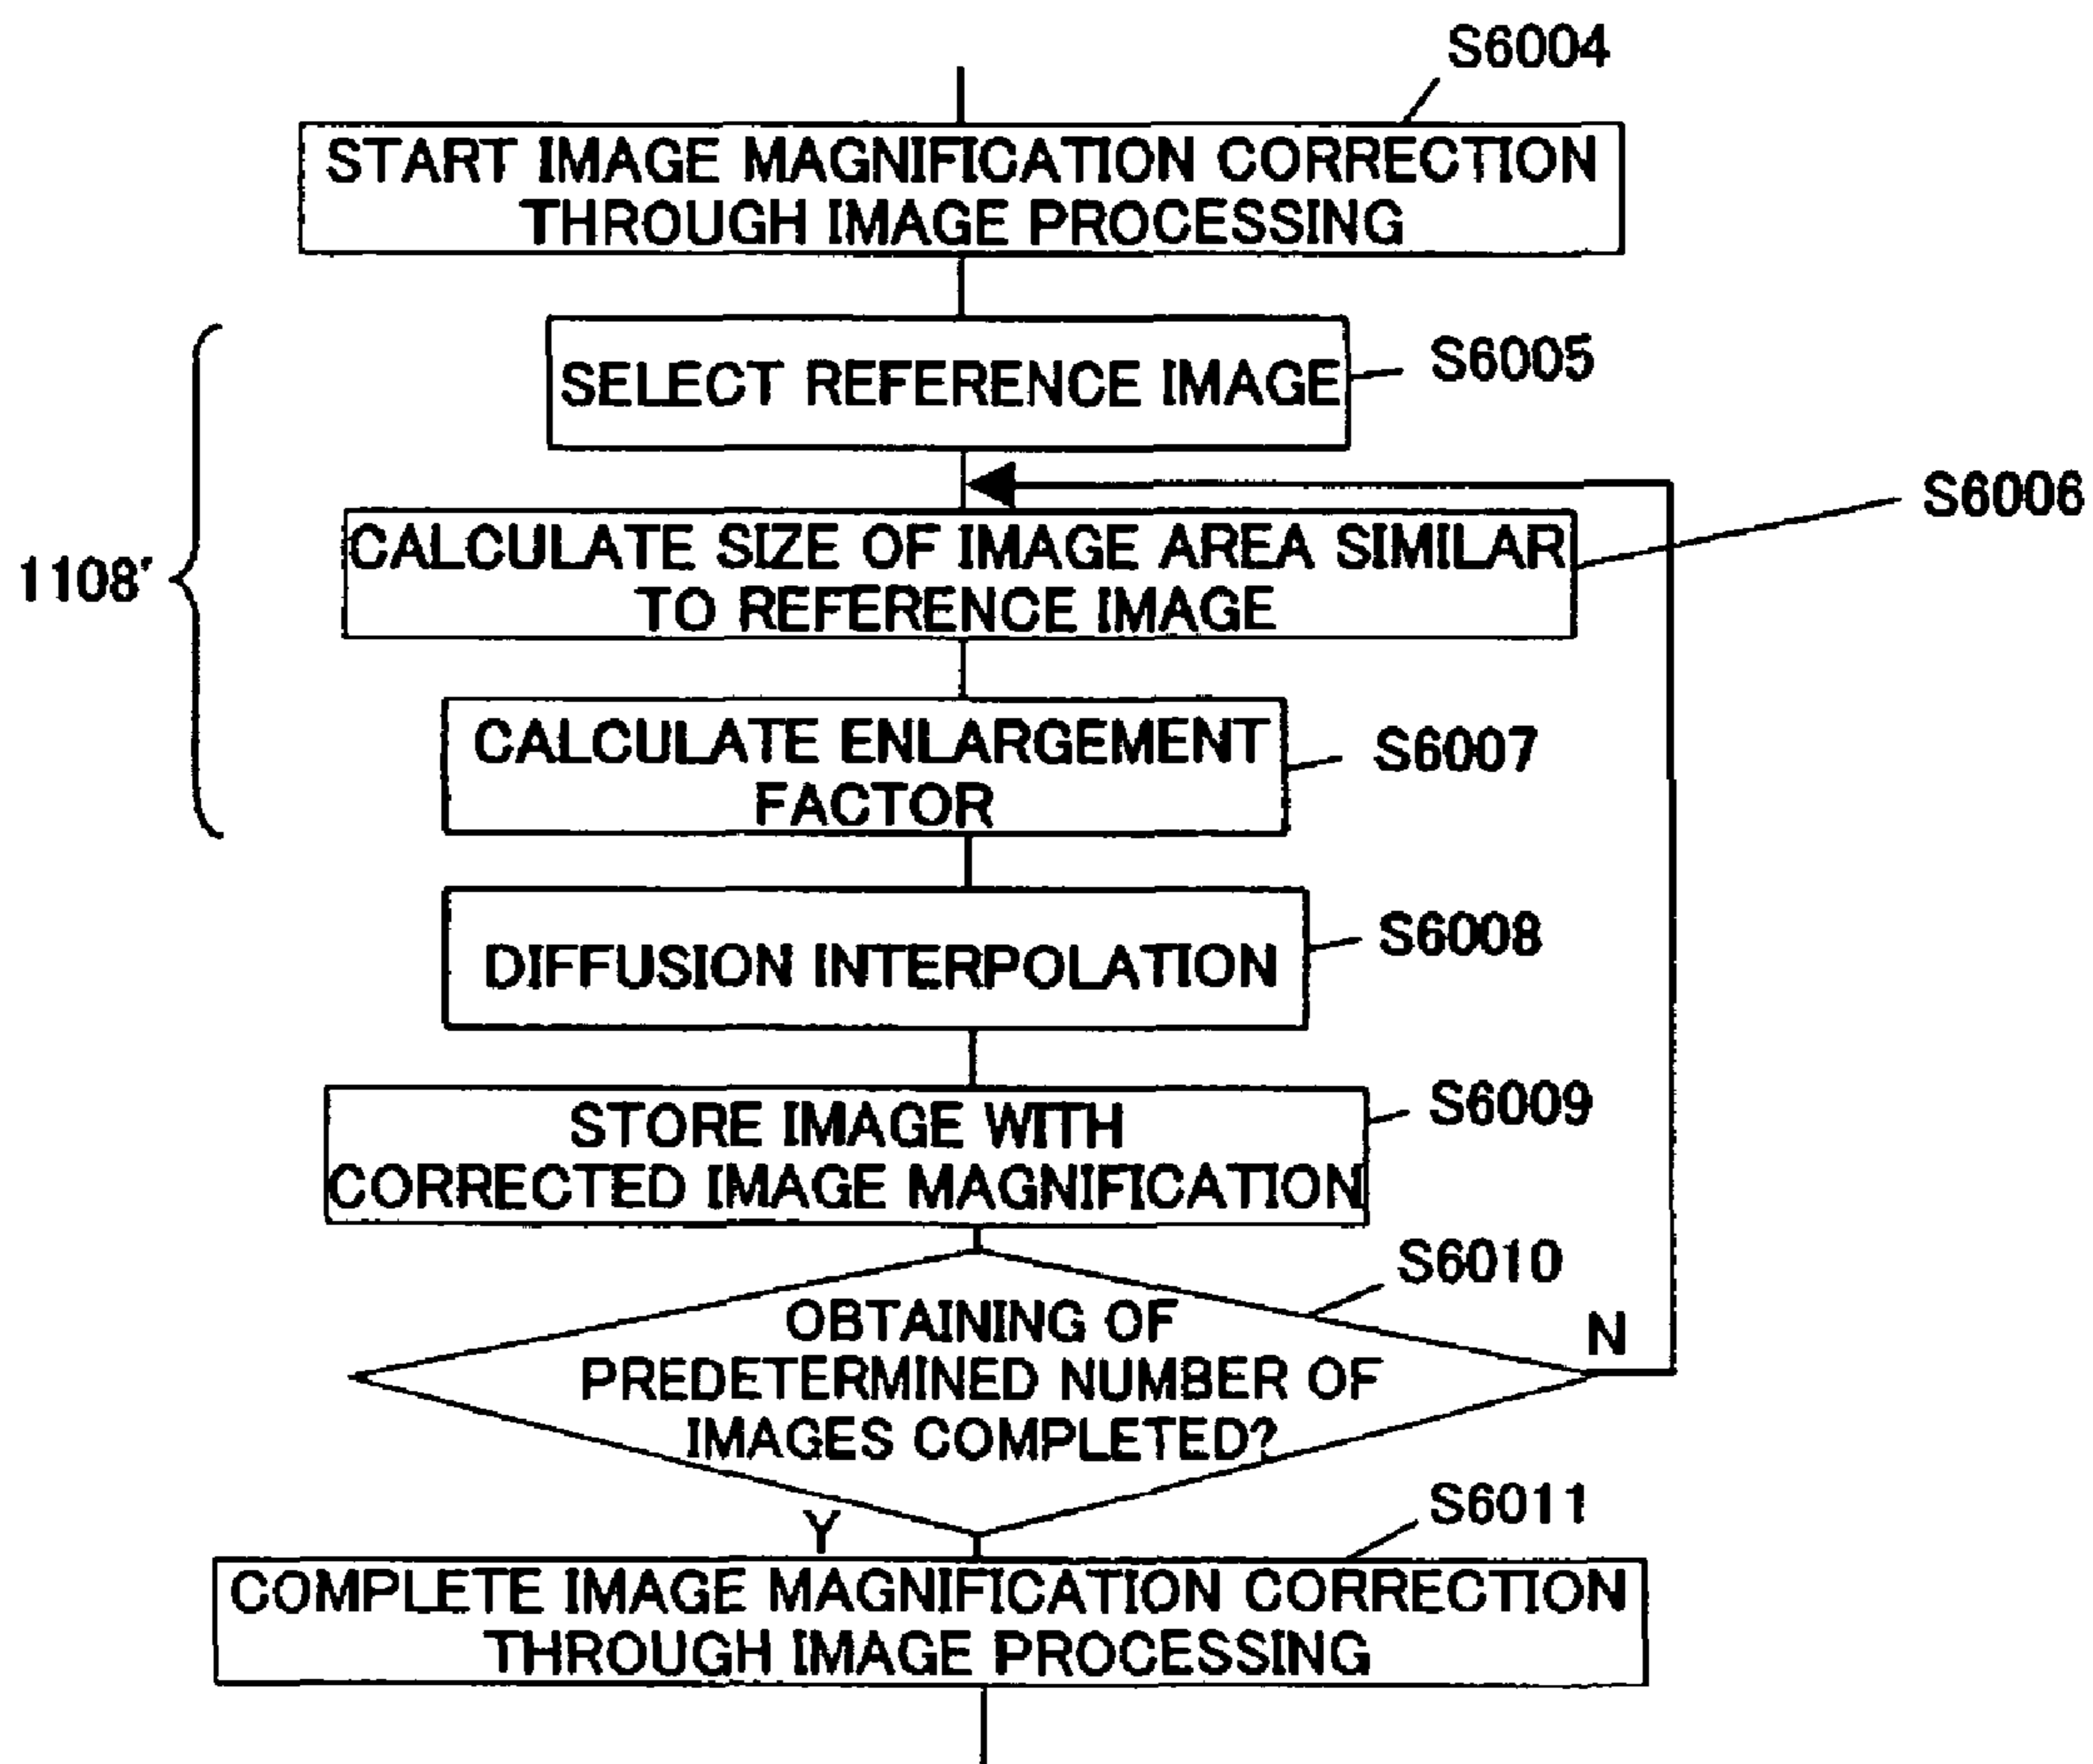 S6004
START IMAGE MAGNIFICATION CORRECTION
THROUGH IMAGE PROCESSING
SELECT REFERENCE IMAGE
S6005
S6006
CALCULATE SIZE OF IMAGE AREA SIMILAR
TO REFERENCE IMAGE
1108'
CALCULATE ENLARGEMENT
FACTOR
S6007
DIFFUSION INTERPOLATION
S6008
STORE IMAGE WITH
CORRECTED IMAGE MAGNIFICATION
S6009
S6010
OBTAINING OF
PREDETERMINED NUMBER OF
IMAGES COMPLETED?
N
Y
S6011
COMPLETE IMAGE MAGNIFICATION CORRECTION
THROUGH IMAGE PROCESSING